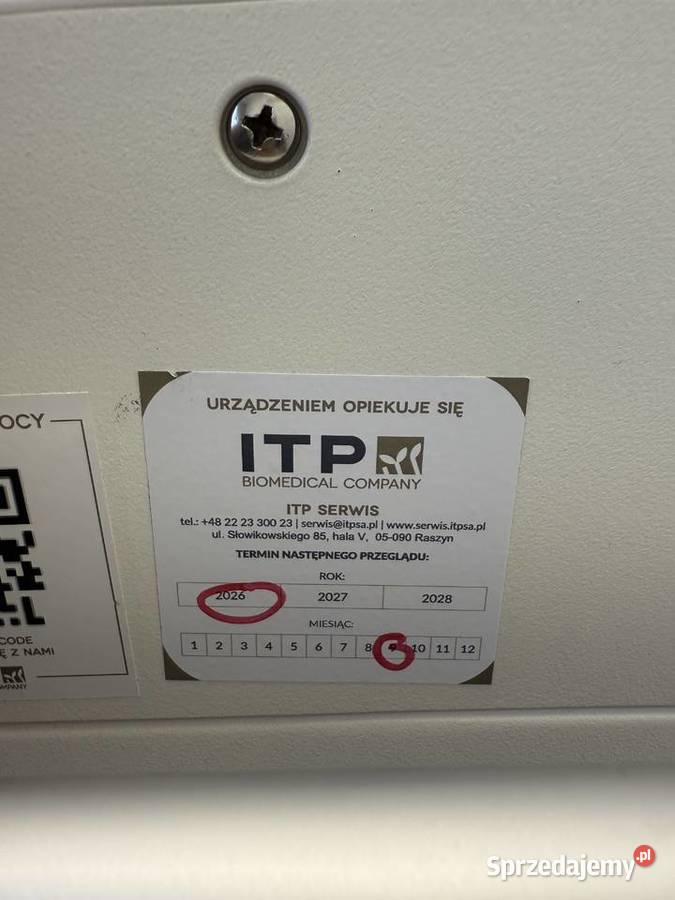 OCY
CODE
Ę Z NAMI
URZĄDZENIEM OPIEKUJE SIĘ
ITP
BIOMEDICAL COMPANY
ITP SERWIS
tel.: +48 22 23 300 23 | serwis@itpsa.pl | www.serwis.itpsa.pl
ul. Słowikowskiego 85, hala V, 05-090 Raszyn
TERMIN NASTĘPNEGO PRZEGLĄDU:
ROK:
2026 2027 2028
MIESIĄC:
1 2 3 4 5 6 7 8 9 10 11 12
Sprzedajemy.pl